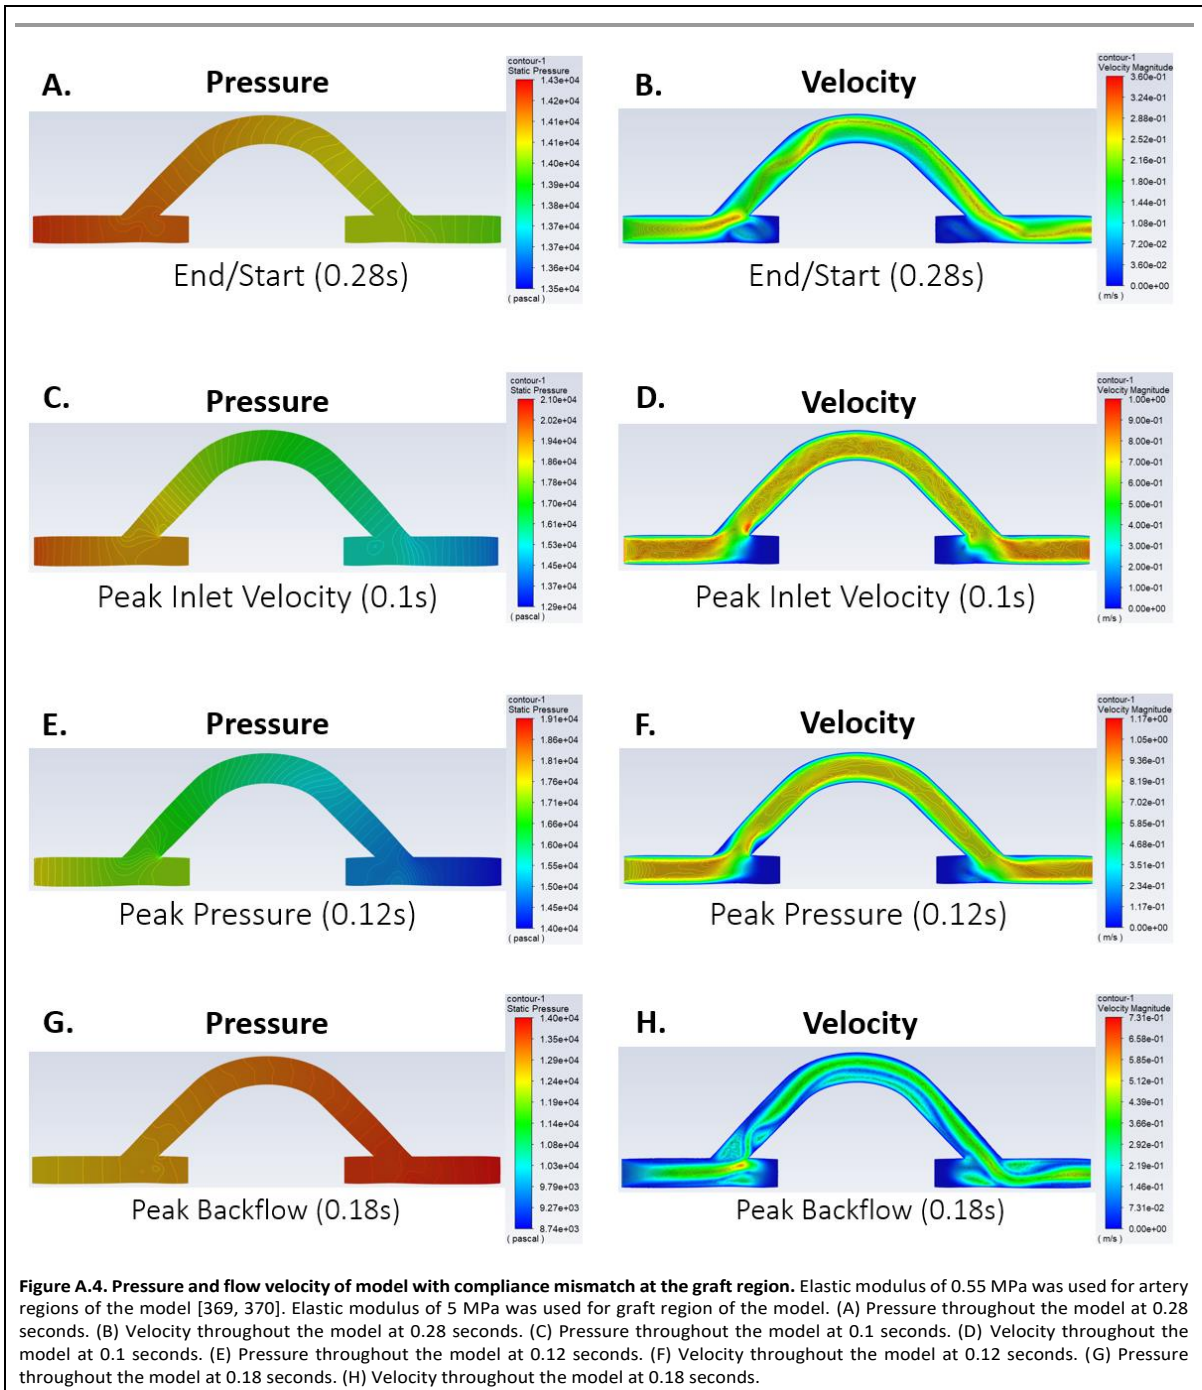 A.
Pressure
contour-1
Static Pressure
1.43e+04
1.42e+04
1.41e+04
1.41e+04
1.40e+04
1.39e+04
1.38e+04
1.37e+04
1.37e+04
1.36e+04
1.35e+04
( pascal )
End/Start (0.28s)
B.
Velocity
contour-1
Velocity Magnitude
3.60e-01
3.24e-01
2.88e-01
2.52e-01
2.16e-01
1.80e-01
1.44e-01
1.08e-01
7.20e-02
3.60e-02
0.00e+00
( m/s )
End/Start (0.28s)
C.
Pressure
contour-1
Static Pressure
2.10e+04
2.02e+04
1.94e+04
1.86e+04
1.78e+04
1.70e+04
1.61e+04
1.53e+04
1.45e+04
1.37e+04
1.29e+04
( pascal )
Peak Inlet Velocity (0.1s)
D.
Velocity
contour-1
Velocity Magnitude
1.00e+00
9.00e-01
8.00e-01
7.00e-01
6.00e-01
5.00e-01
4.00e-01
3.00e-01
2.00e-01
1.00e-01
0.00e+00
( m/s )
Peak Inlet Velocity (0.1s)
E.
Pressure
contour-1
Static Pressure
1.91e+04
1.86e+04
1.81e+04
1.76e+04
1.71e+04
1.66e+04
1.60e+04
1.55e+04
1.50e+04
1.45e+04
1.40e+04
( pascal )
Peak Pressure (0.12s)
F.
Velocity
contour-1
Velocity Magnitude
1.17e+00
1.05e+00
9.36e-01
8.19e-01
7.02e-01
5.85e-01
4.68e-01
3.51e-01
2.34e-01
1.17e-01
0.00e+00
( m/s )
Peak Pressure (0.12s)
G.
Pressure
contour-1
Static Pressure
1.40e+04
1.35e+04
1.29e+04
1.24e+04
1.19e+04
1.14e+04
1.08e+04
1.03e+04
9.79e+03
9.27e+03
8.74e+03
( pascal )
Peak Backflow (0.18s)
H.
Velocity
contour-1
Velocity Magnitude
7.31e-01
6.58e-01
5.85e-01
5.12e-01
4.39e-01
3.66e-01
2.92e-01
2.19e-01
1.46e-01
7.31e-02
0.00e+00
( m/s )
Peak Backflow (0.18s)
Figure A.4. Pressure and flow velocity of model with compliance mismatch at the graft region. Elastic modulus of 0.55 MPa was used for artery
regions of the model [369, 370]. Elastic modulus of 5 MPa was used for graft region of the model. (A) Pressure throughout the model at 0.28
seconds. (B) Velocity throughout the model at 0.28 seconds. (C) Pressure throughout the model at 0.1 seconds. (D) Velocity throughout the
model at 0.1 seconds. (E) Pressure throughout the model at 0.12 seconds. (F) Velocity throughout the model at 0.12 seconds. (G) Pressure
throughout the model at 0.18 seconds. (H) Velocity throughout the model at 0.18 seconds.